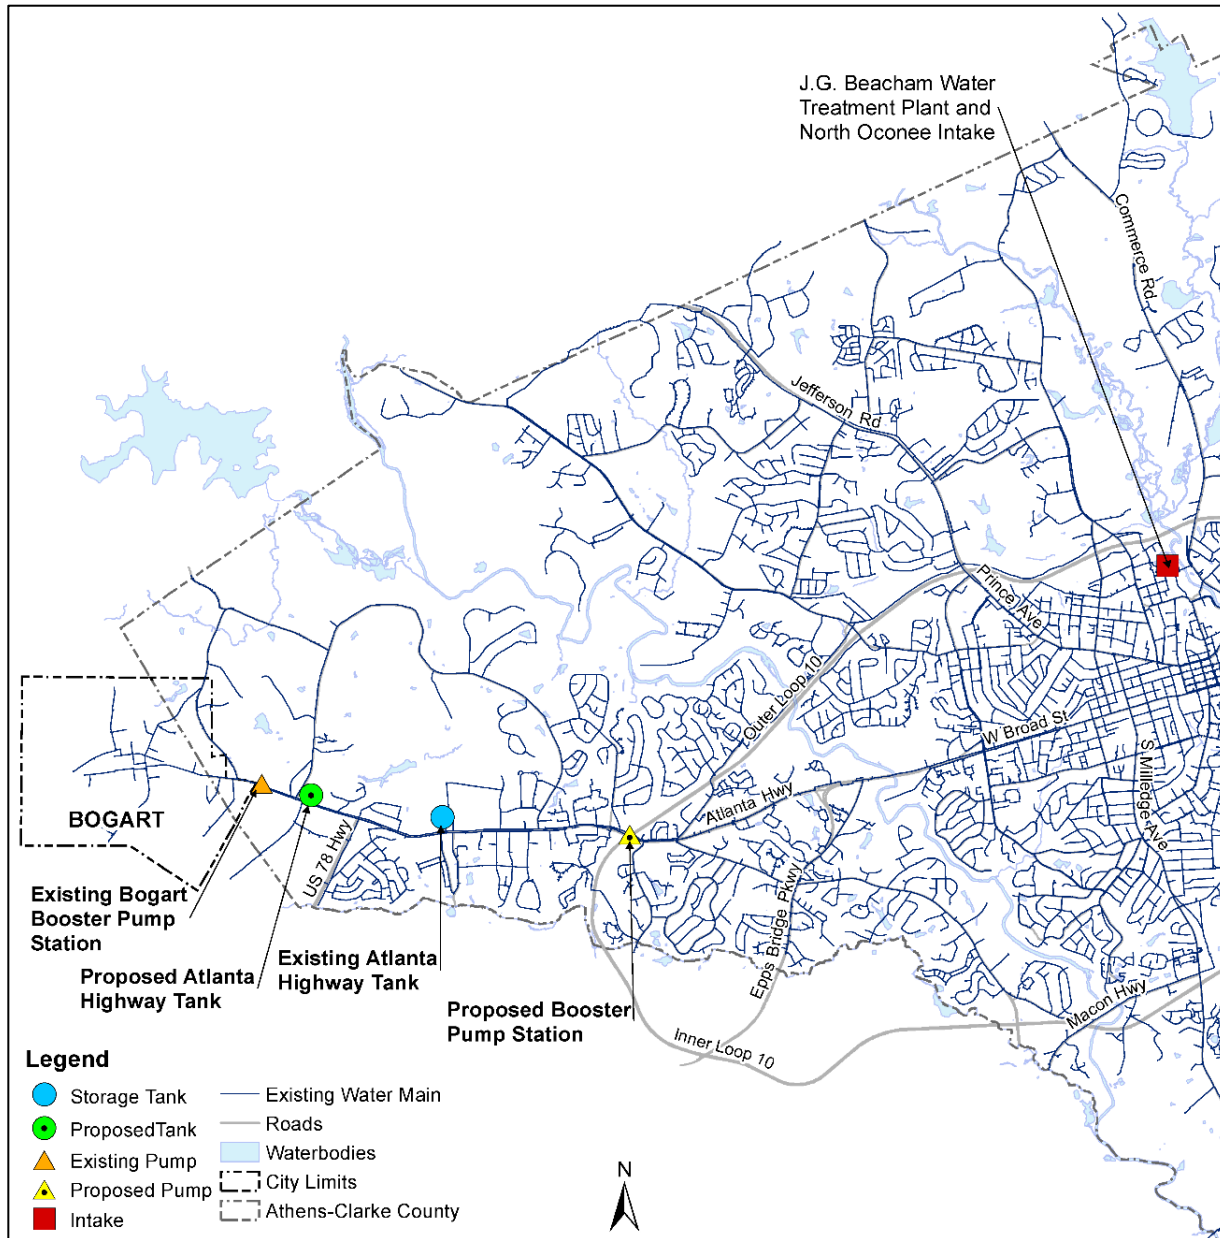 J.G. Beacham Water
Treatment Plant and
North Oconee Intake
Commerce Rd
Jefferson Rd
Prince Ave
Outer Loop 10
W Broad St
S Milledge Ave
Atlanta Hwy
BOGART
US 78 Hwy
Epps Bridge Pkwy
Existing Bogart
Booster Pump
Station
Proposed Atlanta
Highway Tank
Existing Atlanta
Highway Tank
Proposed Booster
Pump Station
Macon Hwy
Inner Loop 10
Legend
Storage Tank
ProposedTank
Existing Pump
Proposed Pump
Intake
Existing Water Main
Roads
Waterbodies
City Limits
Athens-Clarke County
N